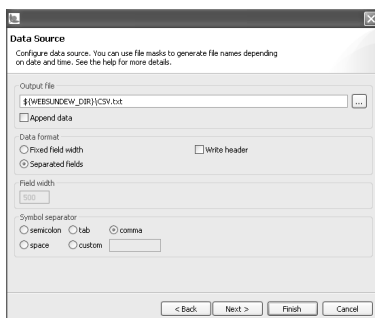 Data Source
Configure data source. You can use file masks to generate file names depending
on date and time. See the help for more details.
Output file
${WEBSUNDEW_DIR}\CSV.txt
...
Append data
Data format
Fixed field width
Write header
Separated fields
Field width
500
Symbol separator
semicolon tab comma
space custom
< Back Next > Finish Cancel